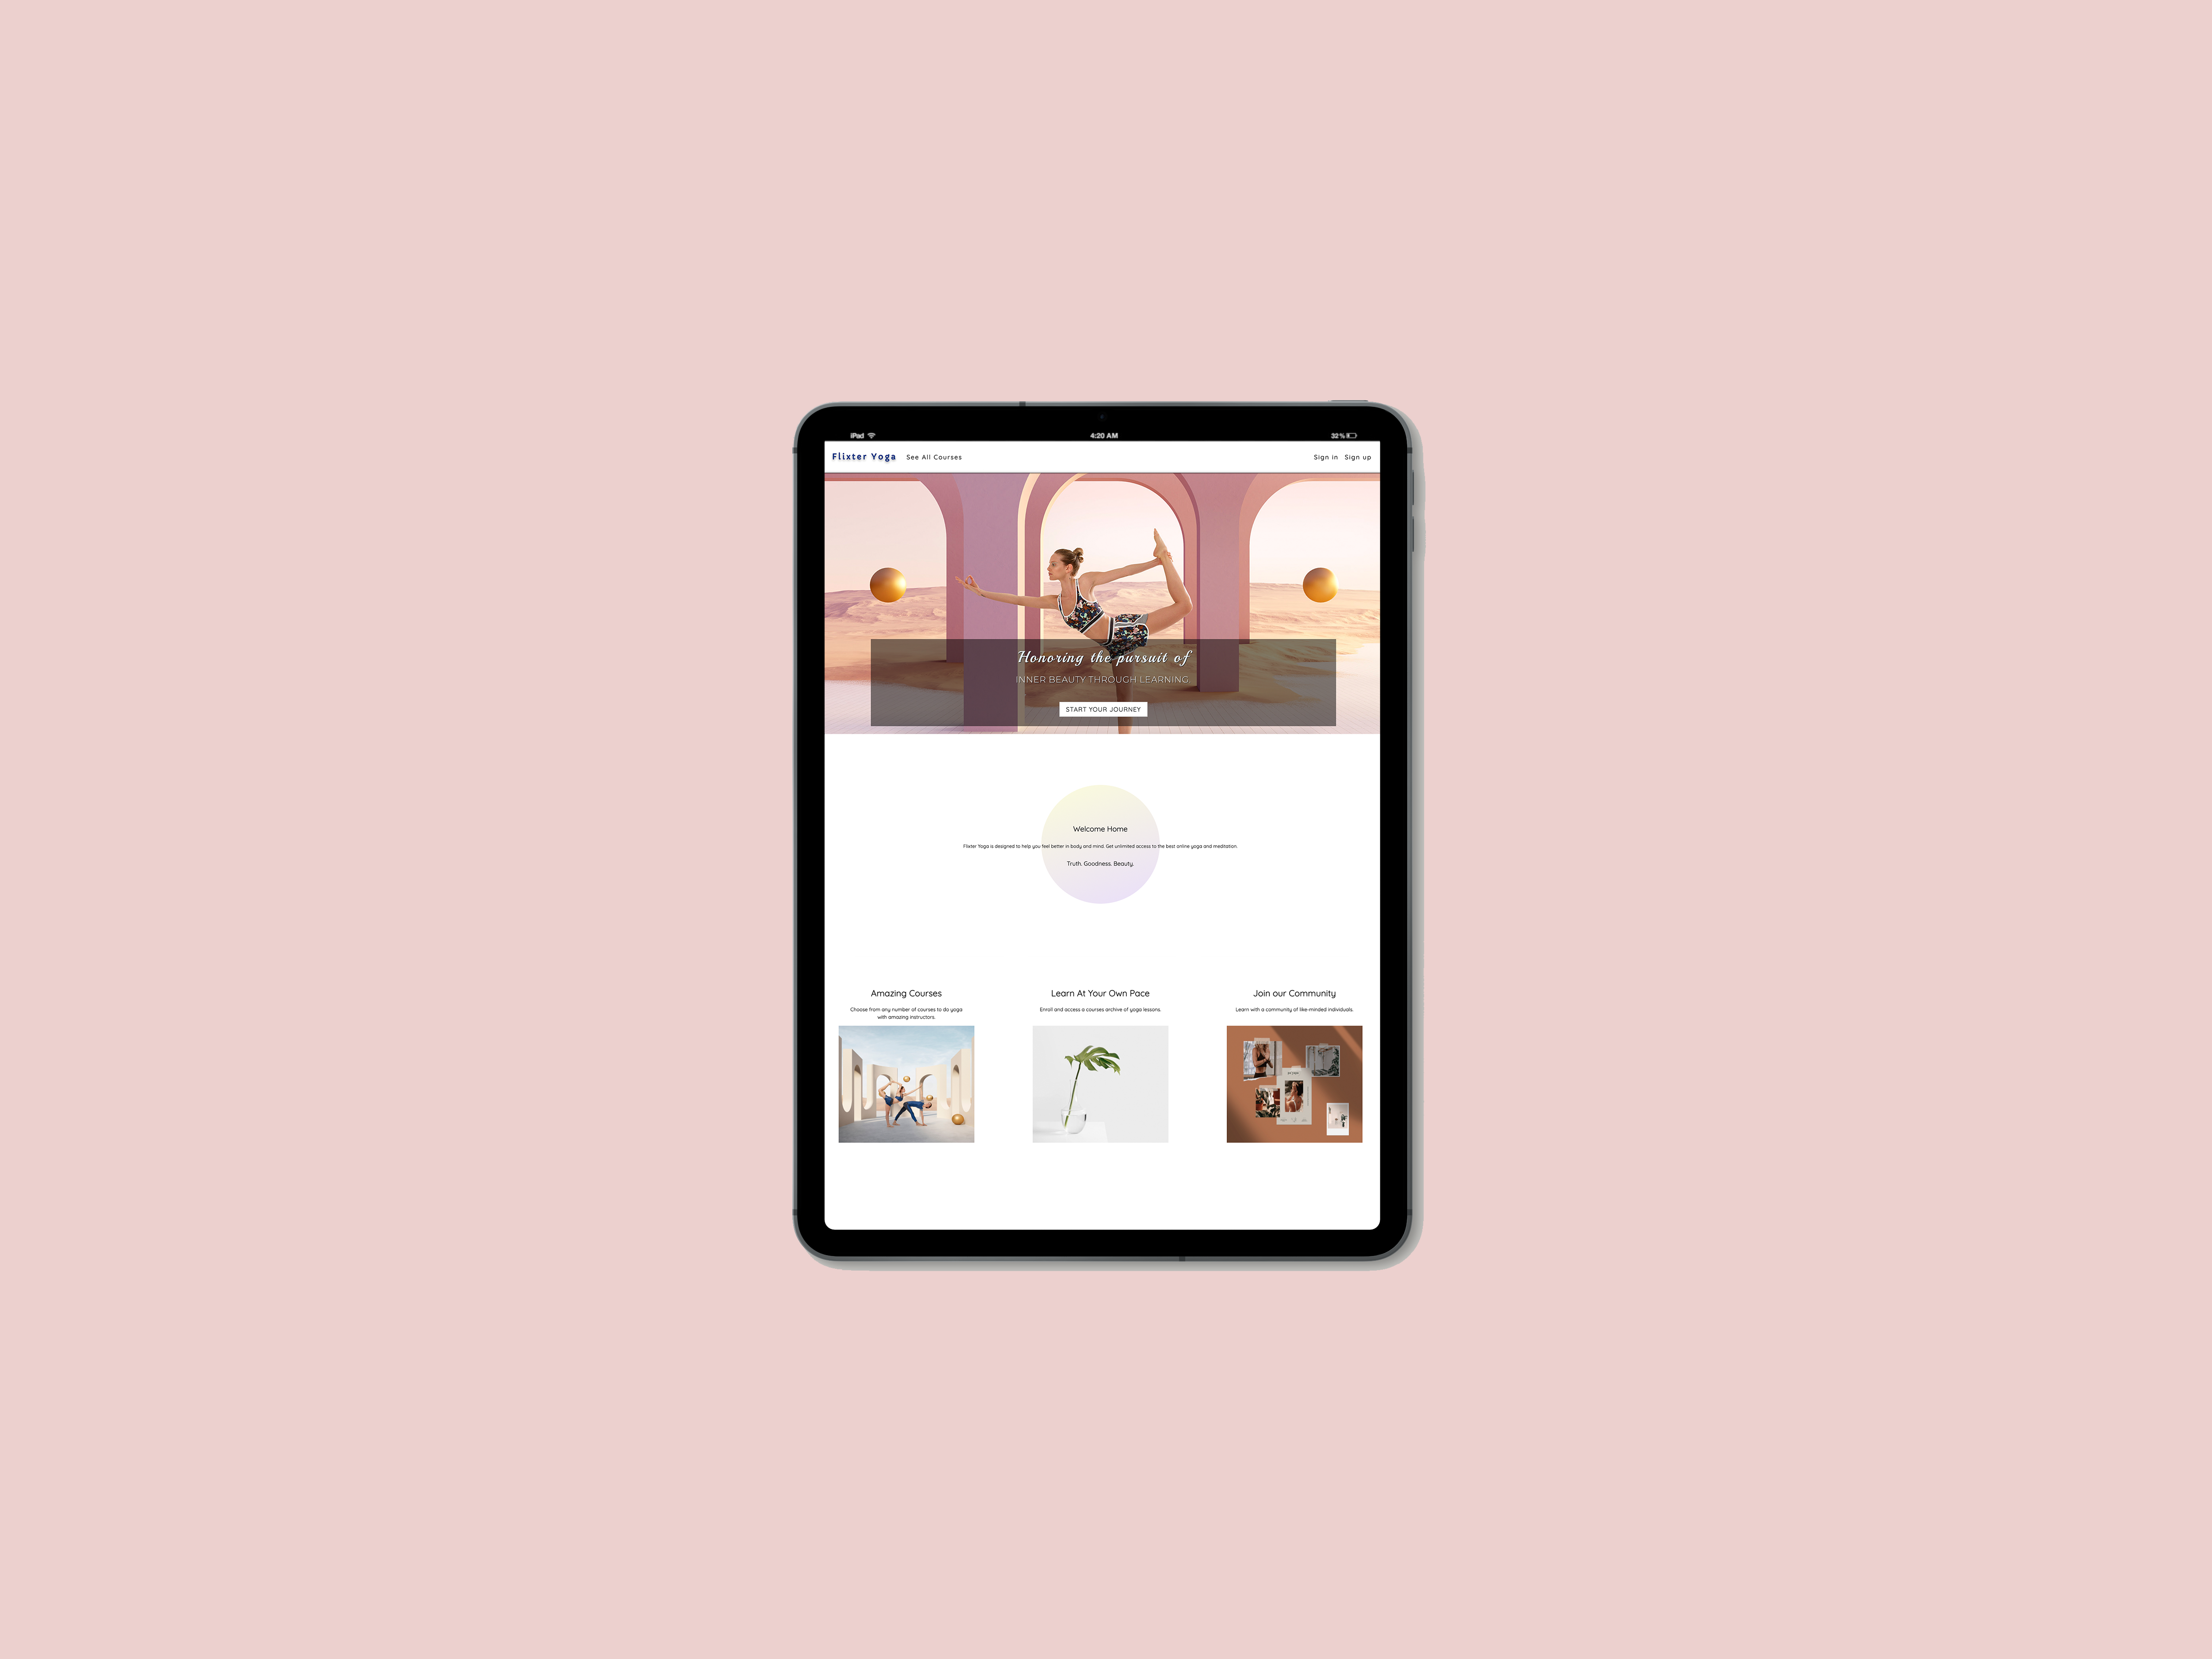 iPad 4:20 AM 32%
Flixter Yoga See All Courses Sign in Sign up
Honoring the pursuit of
INNER BEAUTY THROUGH LEARNING.
START YOUR JOURNEY
Welcome Home
Flixter Yoga is designed to help you feel better in body and mind. Get unlimited access to the best online yoga and meditation.
Truth. Goodness. Beauty.
Amazing Courses
Choose from any number of courses to do yoga
with amazing instructors.
Learn At Your Own Pace
Enroll and access a courses archive of yoga lessons.
Join our Community
Learn with a community of like-minded individuals.